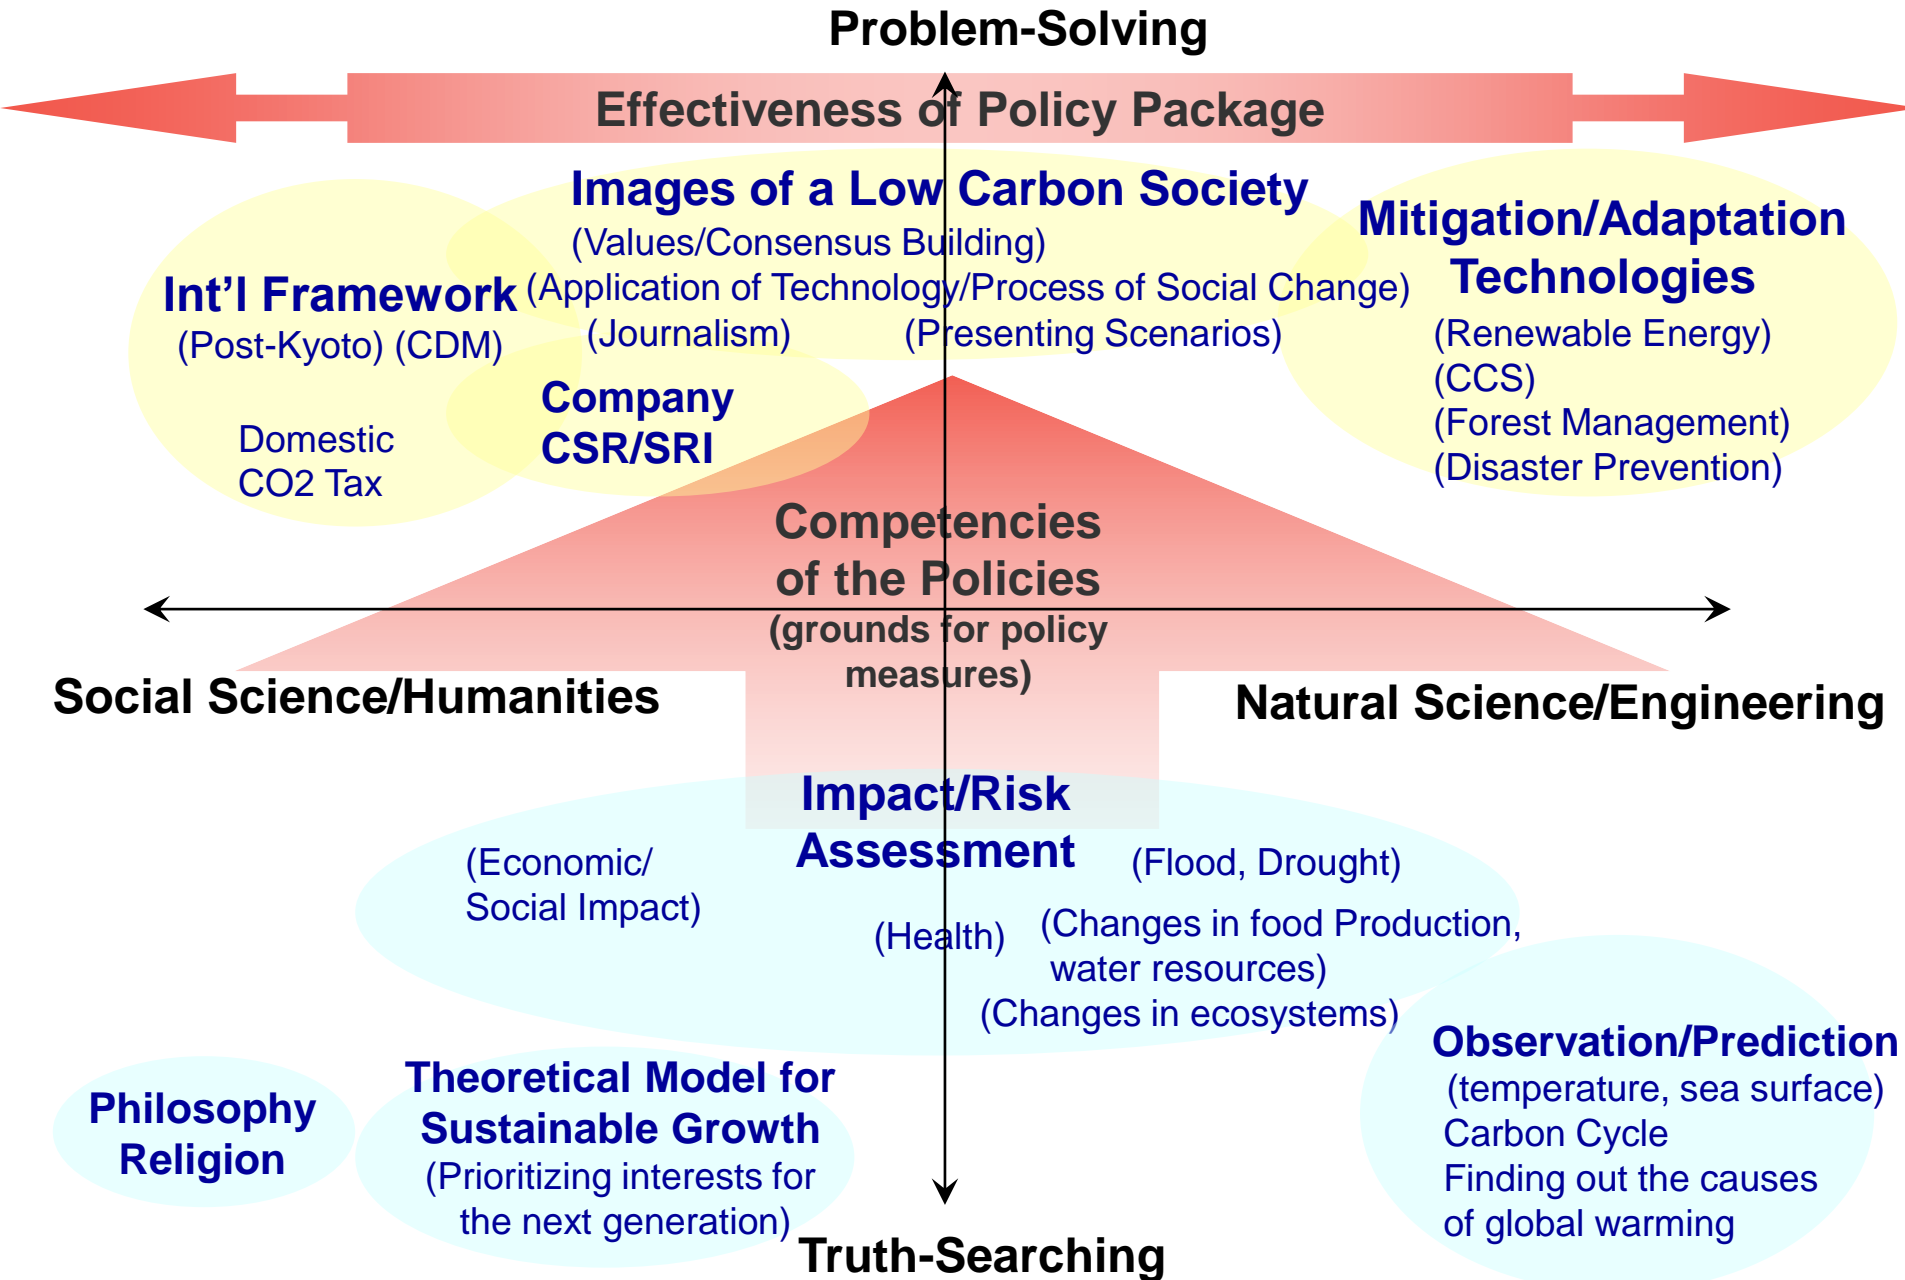 Problem-Solving
Effectiveness of Policy Package
Images of a Low Carbon Society
(Values/Consensus Building)
(Application of Technology/Process of Social Change)
(Journalism)
(Presenting Scenarios)
Mitigation/Adaptation
Technologies
(Renewable Energy)
(CCS)
(Forest Management)
(Disaster Prevention)
Int'l Framework
(Post-Kyoto) (CDM)
Domestic
CO2 Tax
Company
CSR/SRI
Competencies
of the Policies
(grounds for policy
measures)
Social Science/Humanities
Natural Science/Engineering
Impact/Risk
Assessment
(Economic/
Social Impact)
(Health)
(Flood, Drought)
(Changes in food Production,
water resources)
(Changes in ecosystems)
Philosophy
Religion
Theoretical Model for
Sustainable Growth
(Prioritizing interests for
the next generation)
Observation/Prediction
(temperature, sea surface)
Carbon Cycle
Finding out the causes
of global warming
Truth-Searching